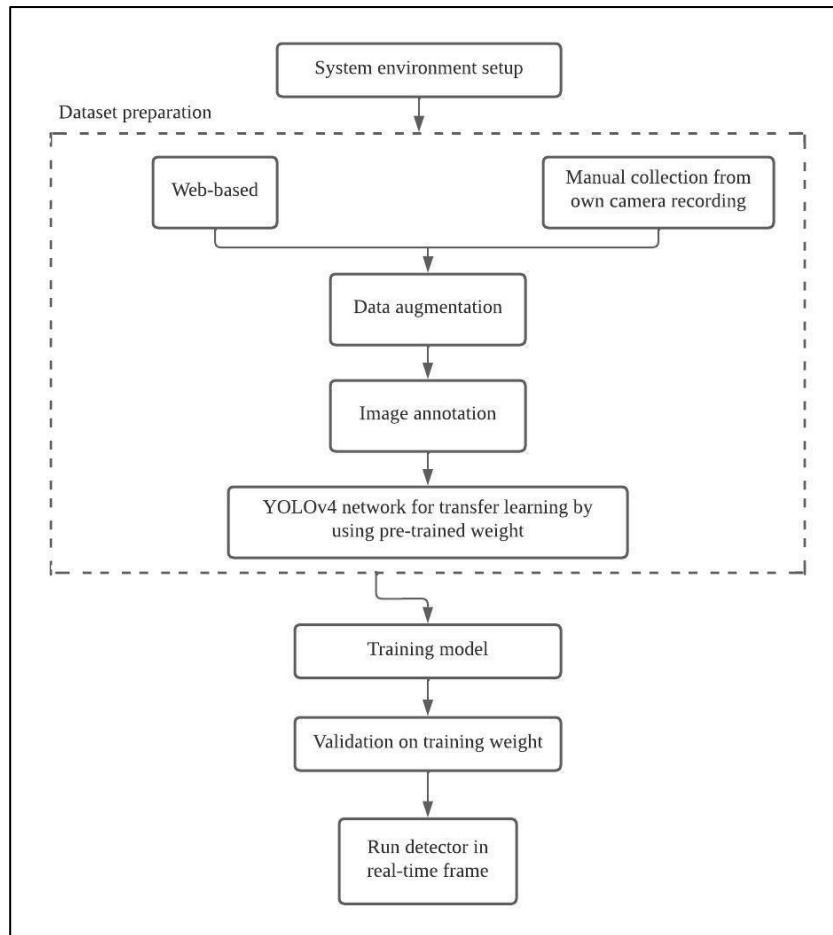 System environment setup
Dataset preparation
Web-based
Manual collection from
own camera recording
Data augmentation
Image annotation
YOLOv4 network for transfer learning by
using pre-trained weight
Training model
Validation on training weight
Run detector in
real-time frame